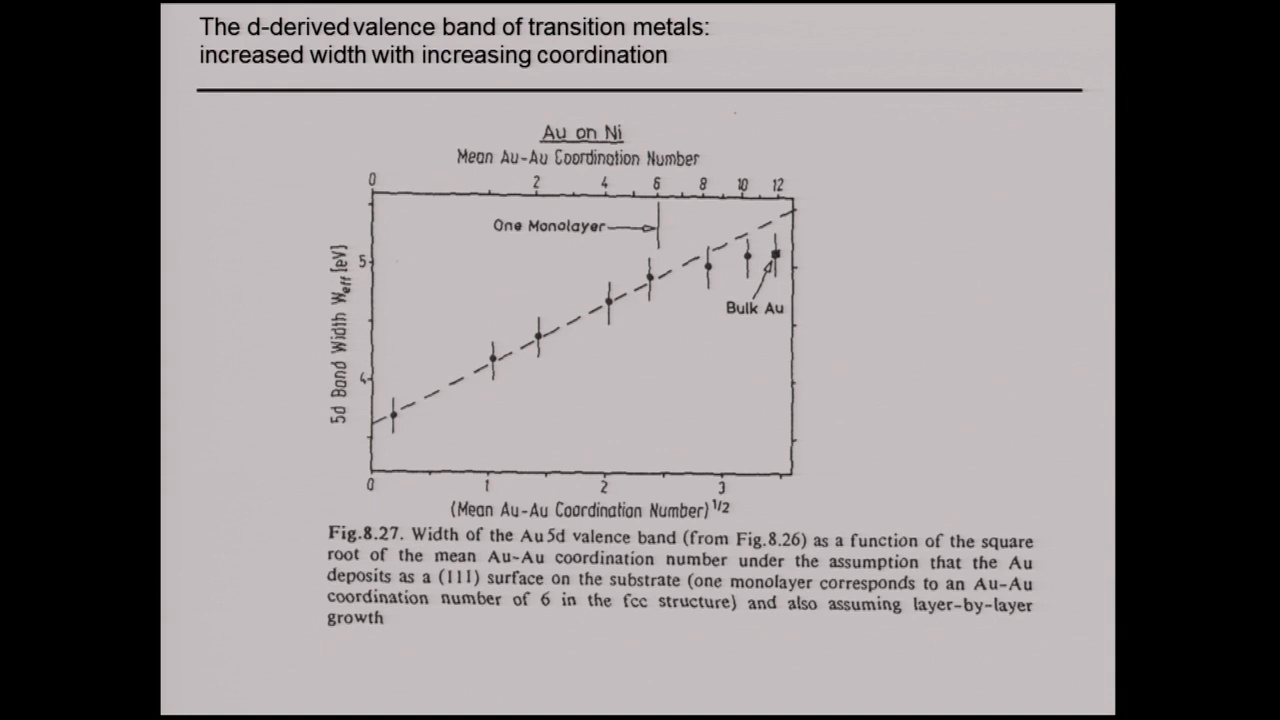 The d-derived valence band of transition metals:
increased width with increasing coordination
Au on Ni
Mean Au-Au Coordination Number
0 2 4 6 8 10 12
One Monolayer
5
4
5d Band Width Weff [eV]
Bulk Au
0 1 2 3
(Mean Au-Au Coordination Number)1/2
Fig.8.27. Width of the Au 5d valence band (from Fig.8.26) as a function of the square
root of the mean Au-Au coordination number under the assumption that the Au
deposits as a (111) surface on the substrate (one monolayer corresponds to an Au-Au
coordination number of 6 in the fcc structure) and also assuming layer-by-layer
growth